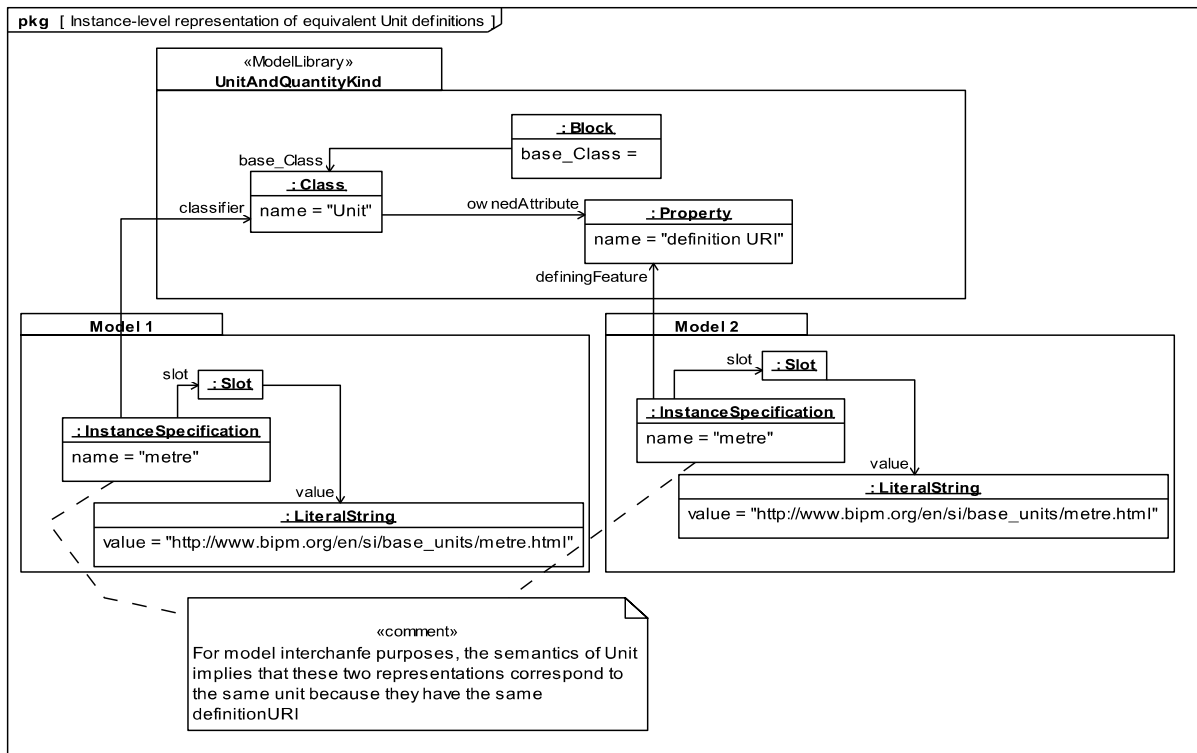 pkg [ Instance-level representation of equivalent Unit definitions ]
«ModelLibrary»
UnitAndQuantityKind
: Block
base_Class =
base_Class
: Class
name = "Unit"
classifier
ownedAttribute
: Property
name = "definition URI"
definingFeature
Model 1
slot
: Slot
: InstanceSpecification
name = "metre"
value
: LiteralString
value = "http://www.bipm.org/en/si/base_units/metre.html"
Model 2
slot
: Slot
: InstanceSpecification
name = "metre"
value
: LiteralString
value = "http://www.bipm.org/en/si/base_units/metre.html"
«comment»
For model interchanfe purposes, the semantics of Unit
implies that these two representations correspond to
the same unit because they have the same
definitionURI